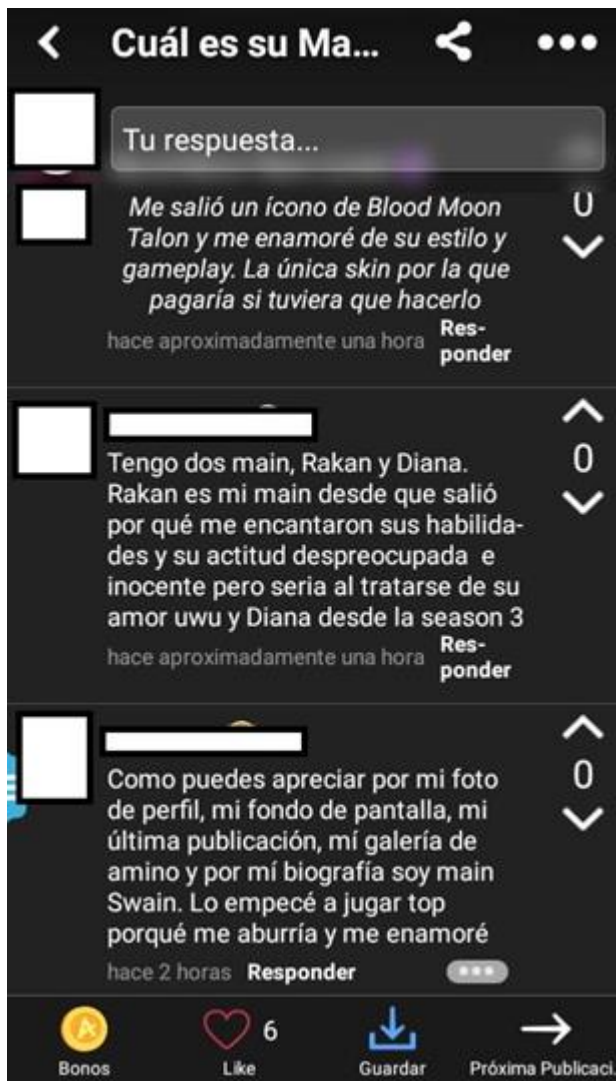 Cuál es su Ma...
Tu respuesta...
0
Me salió un ícono de Blood Moon
Talon y me enamoré de su estilo y
gameplay. La única skin por la que
pagaría si tuviera que hacerlo
hace aproximadamente una hora Res-
ponder
0
Tengo dos main, Rakan y Diana.
Rakan es mi main desde que salió
por qué me encantaron sus habilida-
des y su actitud despreocupada e
inocente pero seria al tratarse de su
amor uwu y Diana desde la season 3
hace aproximadamente una hora Res-
ponder
0
Como puedes apreciar por mi foto
de perfil, mi fondo de pantalla, mi
última publicación, mí galería de
amino y por mí biografía soy main
Swain. Lo empecé a jugar top
porqué me aburría y me enamoré
hace 2 horas Responder
6
Bonos Like Guardar Próxima Publicaci